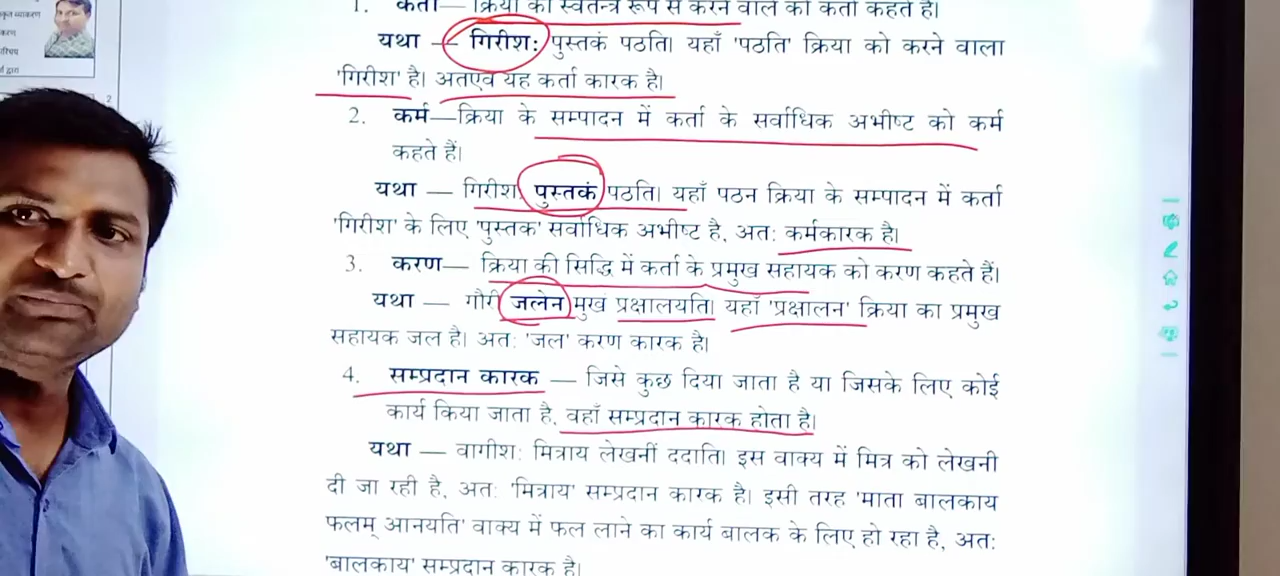 कृत व्याकरण
करण
रिचय
र्ग द्वारा
2
1. कर्ता— क्रिया को स्वतन्त्र रूप से करने वाले को कर्ता कहते हैं।
यथा — गिरीश: पुस्तकं पठति। यहाँ 'पठति' क्रिया को करने वाला
'गिरीश' है। अतएव यह कर्ता कारक है।
2. कर्म—क्रिया के सम्पादन में कर्ता के सर्वाधिक अभीष्ट को कर्म
कहते हैं।
यथा — गिरीश: पुस्तकं पठति। यहाँ पठन क्रिया के सम्पादन में कर्ता
'गिरीश' के लिए 'पुस्तक' सर्वाधिक अभीष्ट है, अत: कर्मकारक है।
3. करण— क्रिया की सिद्धि में कर्ता के प्रमुख सहायक को करण कहते हैं।
यथा — गौरी जलेन मुखं प्रक्षालयति। यहाँ 'प्रक्षालन' क्रिया का प्रमुख
सहायक जल है। अत: 'जल' करण कारक है।
4. सम्प्रदान कारक — जिसे कुछ दिया जाता है या जिसके लिए कोई
कार्य किया जाता है, वहाँ सम्प्रदान कारक होता है।
यथा — वागीश: मित्राय लेखनीं ददाति। इस वाक्य में मित्र को लेखनी
दी जा रही है, अत: 'मित्राय' सम्प्रदान कारक है। इसी तरह 'माता बालकाय
फलम् आनयति' वाक्य में फल लाने का कार्य बालक के लिए हो रहा है, अत:
'बालकाय' सम्प्रदान कारक है।